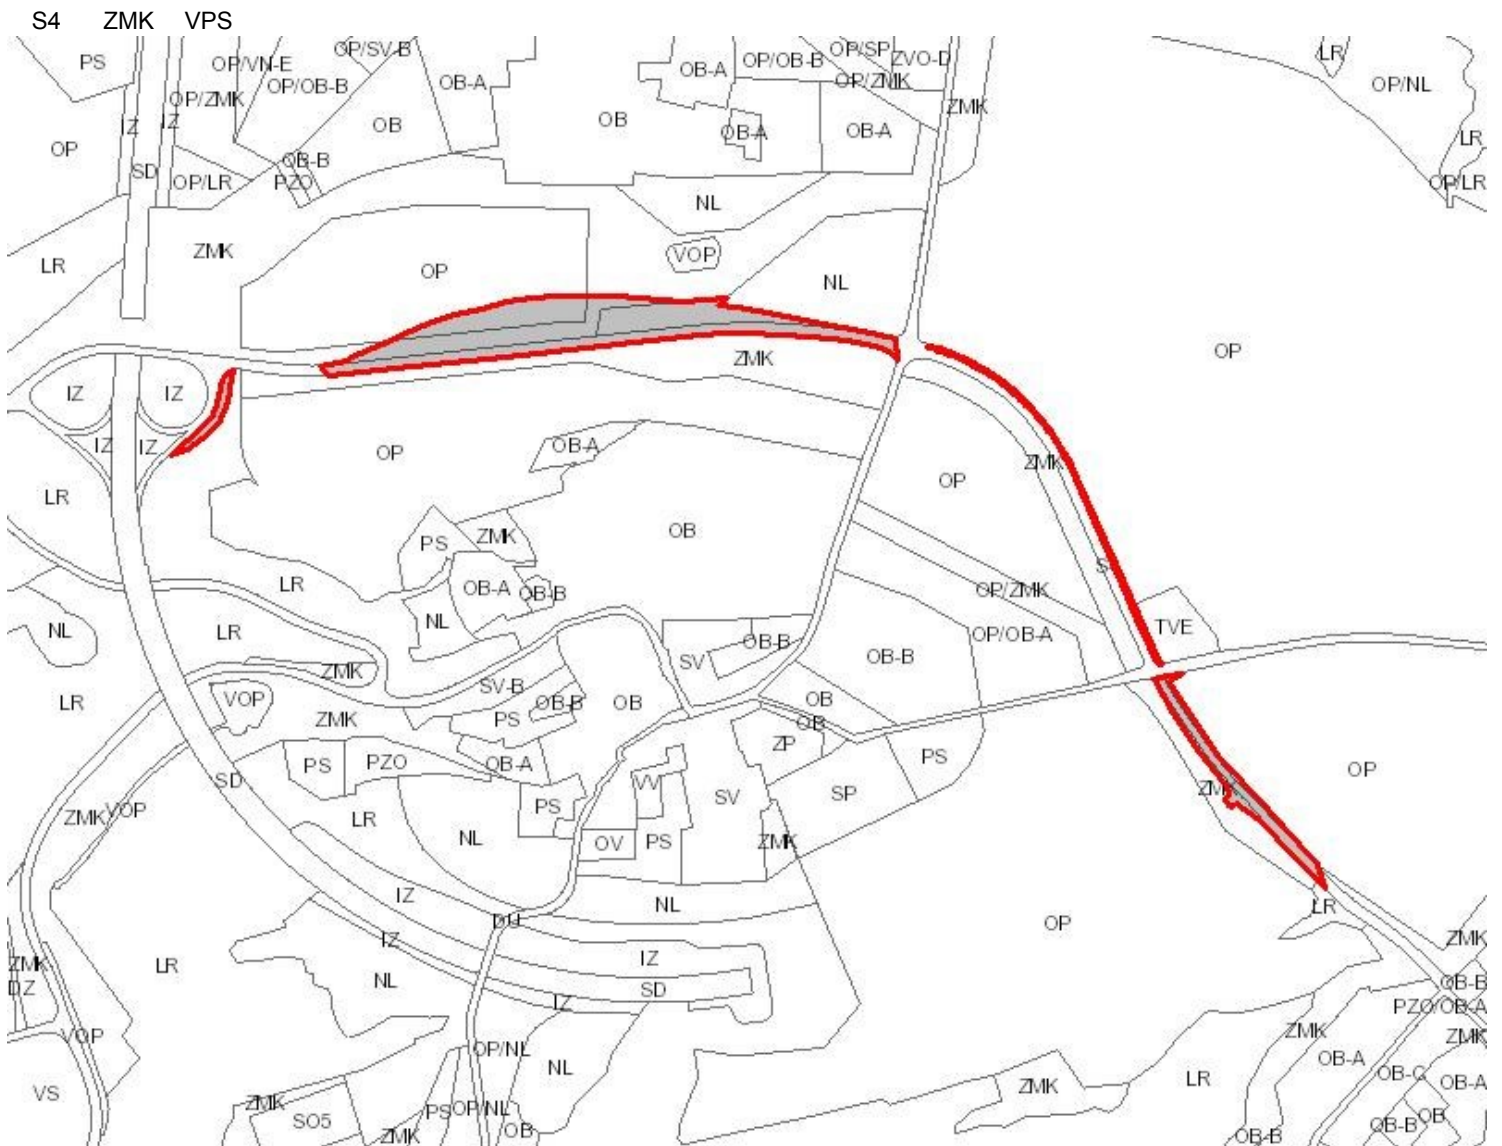 S4 ZMK VPS
PS
OP/VN-E
OP/SV-B
OB-A
OP/OB-B
OP/SP
ZVO-D
LR
OP/NL
OP/ZMK
OP/OB-B
OB-A
OP/ZMK
ZMK
IZ
IZ
OB
OB
OB-A
OB-A
LR
OP
SD
OP/LR
OB-B
PZO
OP/LR
NL
LR
ZMK
OP
VOP
NL
ZMK
OP
IZ
IZ
IZ
IZ
OP
OB-A
ZMK
OP
LR
OB
PS
ZMK
LR
OB-A
OB-B
OP/ZMK
NL
NL
LR
TVE
OP/OB-A
OB-B
OB-B
SV
ZMK
SV-B
OB-B
OB
OB
LR
VOP
ZMK
PS
OB
ZP
PS
OP
PS
PZO
OB-A
SD
VV
SV
SP
ZMK
ZMK
VOP
LR
PS
NL
OV
PS
ZMK
IZ
NL
LR
DU
OP
IZ
ZMK
LR
IZ
ZMK
DZ
NL
SD
OB-B
IZ
PZO/OB-A
VOP
ZMK
ZMK
OP/NL
NL
OB-A
OB-C
OB-A
VS
LR
ZMK
ZMK
SO5
PS
OP/NL
OB
ZMK
OB
OB-B
OB-B